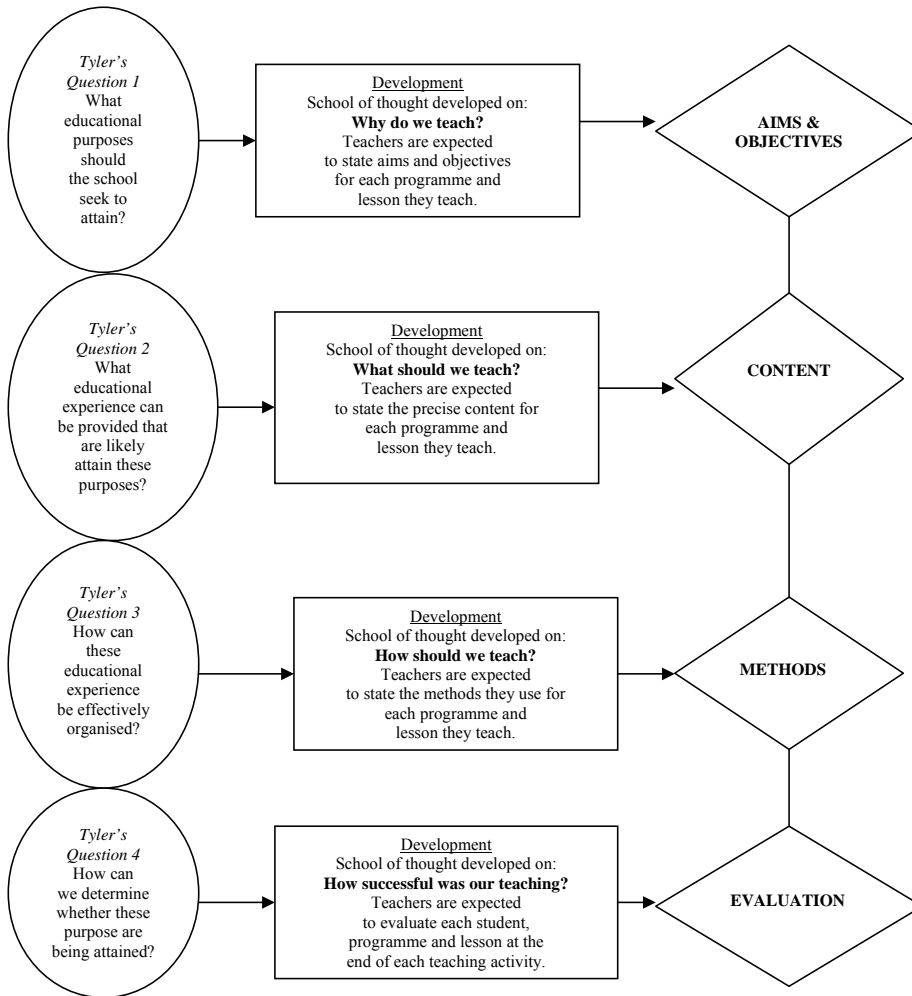 Tyler's
Question 1
What
educational
purposes
should
the school
seek to
attain?
Development
School of thought developed on:
Why do we teach?
Teachers are expected
to state aims and objectives
for each programme and
lesson they teach.
AIMS &
OBJECTIVES
Tyler's
Question 2
What
educational
experience can
be provided that
are likely
attain these
purposes?
Development
School of thought developed on:
What should we teach?
Teachers are expected
to state the precise content for
each programme and
lesson they teach.
CONTENT
Tyler's
Question 3
How can
these
educational
experience
be effectively
organised?
Development
School of thought developed on:
How should we teach?
Teachers are expected
to state the methods they use for
each programme and
lesson they teach.
METHODS
Tyler's
Question 4
How can
we determine
whether these
purpose are
being attained?
Development
School of thought developed on:
How successful was our teaching?
Teachers are expected
to evaluate each student,
programme and lesson at the
end of each teaching activity.
EVALUATION